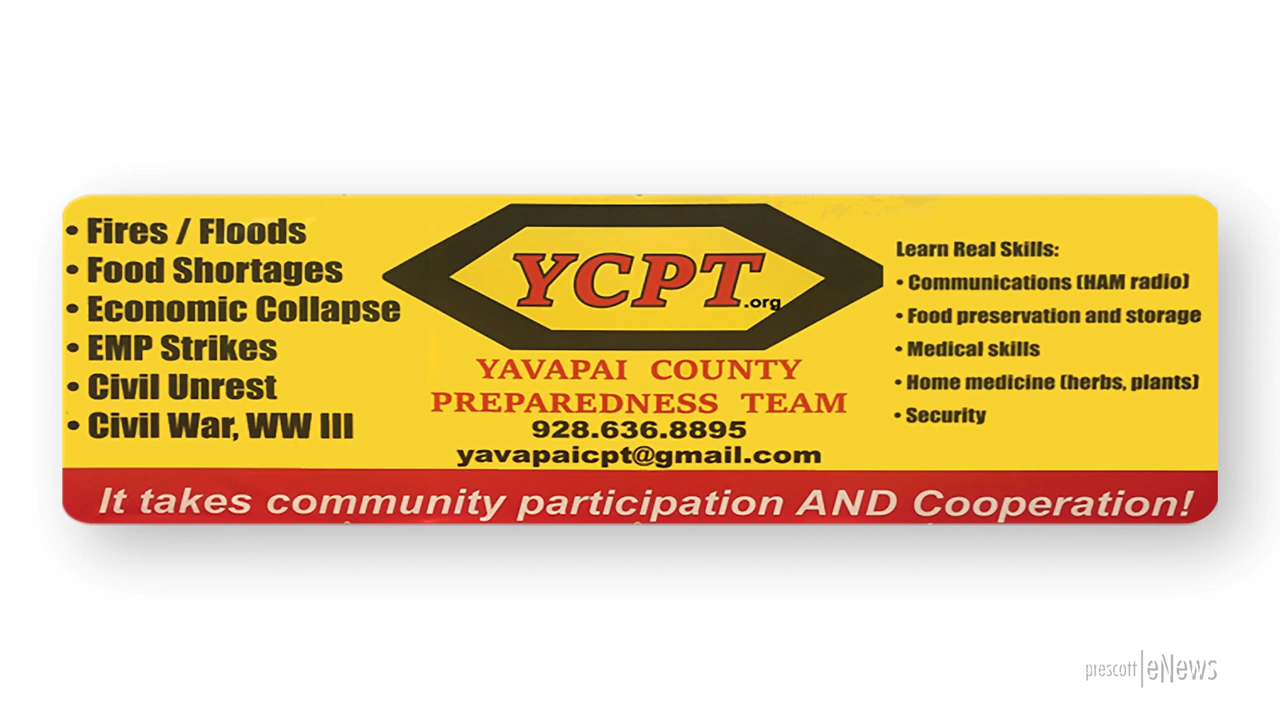 • Fires / Floods
• Food Shortages
• Economic Collapse
• EMP Strikes
• Civil Unrest
• Civil War, WW III
YCPT.org
YAVAPAI COUNTY
PREPAREDNESS TEAM
928.636.8895
yavapaicpt@gmail.com
Learn Real Skills:
• Communications (HAM radio)
• Food preservation and storage
• Medical skills
• Home medicine (herbs, plants)
• Security
It takes community participation AND Cooperation!
prescott|eNews